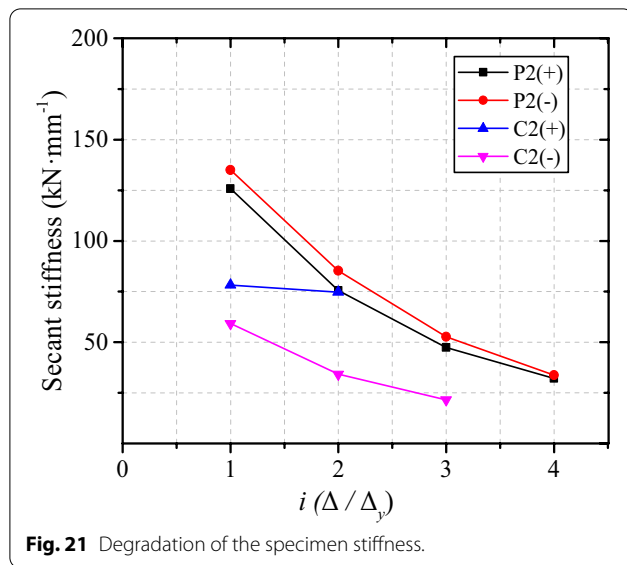 200
150
100
50
Secant stiffness (kN·mm⁻¹)
P2(+)
P2(-)
C2(+)
C2(-)
0 1 2 3 4
i (Δ / Δy)
Fig. 21 Degradation of the specimen stiffness.